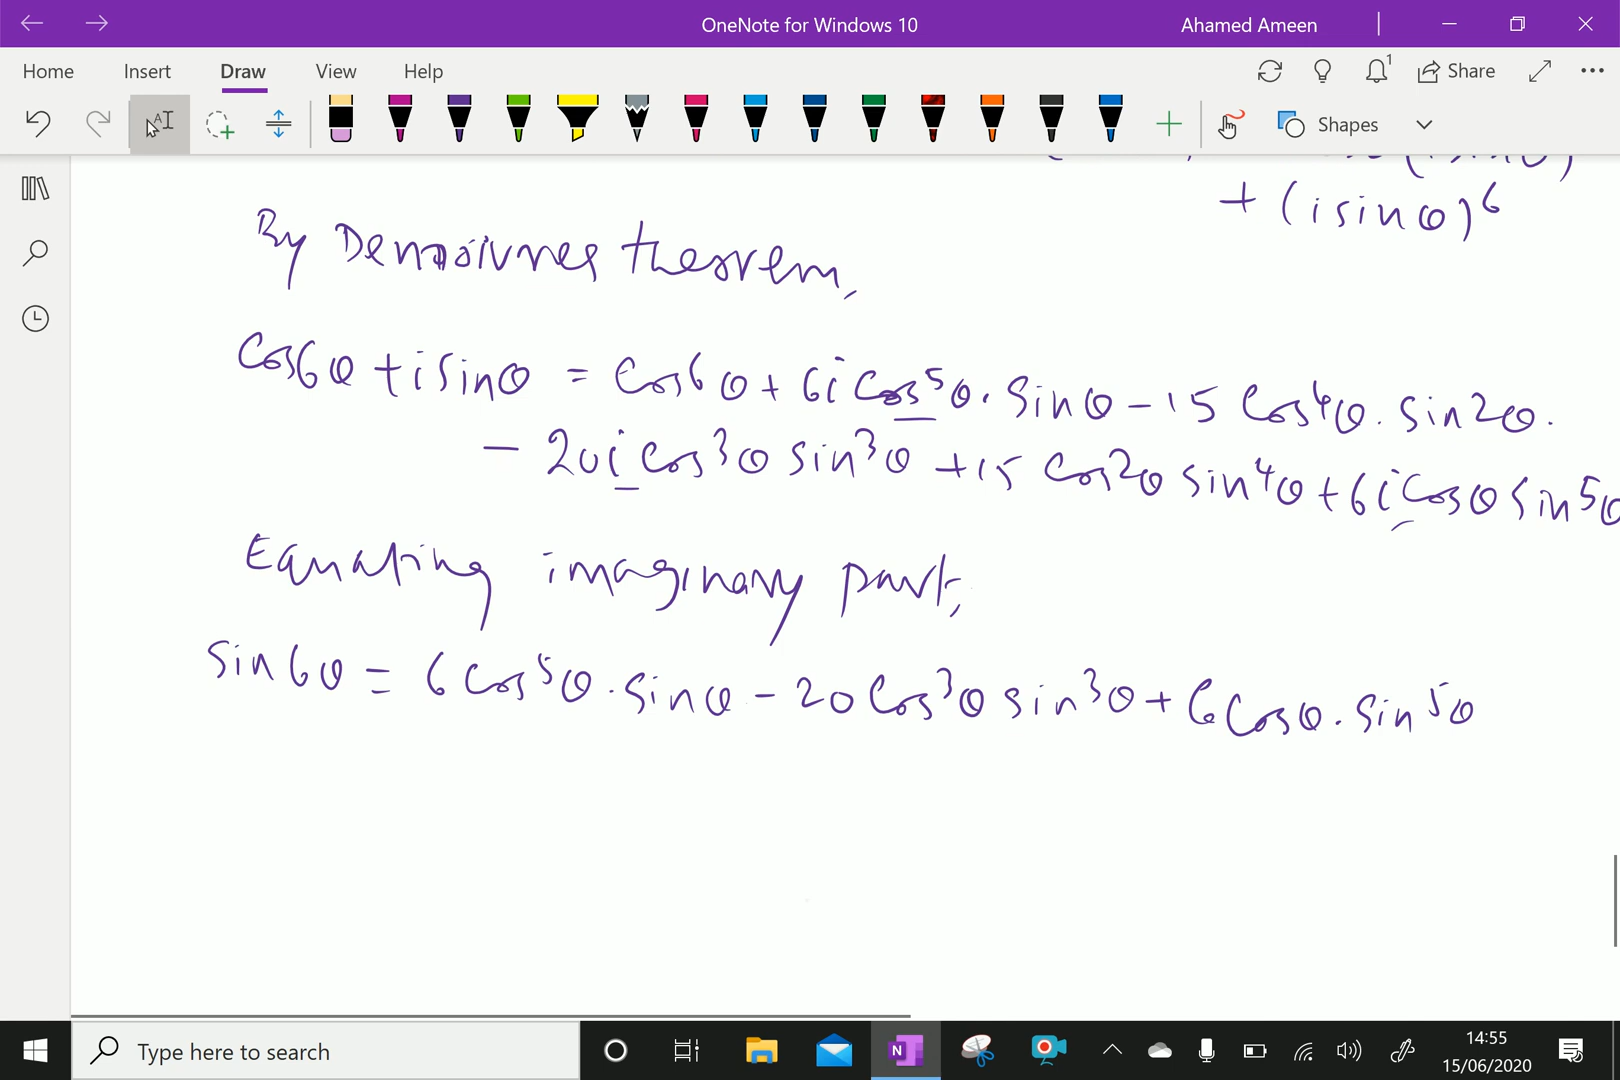 OneNote for Windows 10
Ahamed Ameen
Home Insert Draw View Help
1 Share
Shapes
+ (i sinθ)⁶
By Demoivres theorem,
Cos6θ + i Sinθ = Cos⁶θ + 6i Cos⁵θ. Sinθ - 15 Cos⁴θ. Sin²θ.
- 20i Cos³θ Sin³θ + 15 Cos²θ Sin⁴θ + 6i Cosθ Sin⁵θ
Equating imaginary part,
Sin6θ = 6 Cos⁵θ. Sinθ - 20 Cos³θ Sin³θ + 6 Cosθ. Sin⁵θ
Type here to search
14:55
15/06/2020